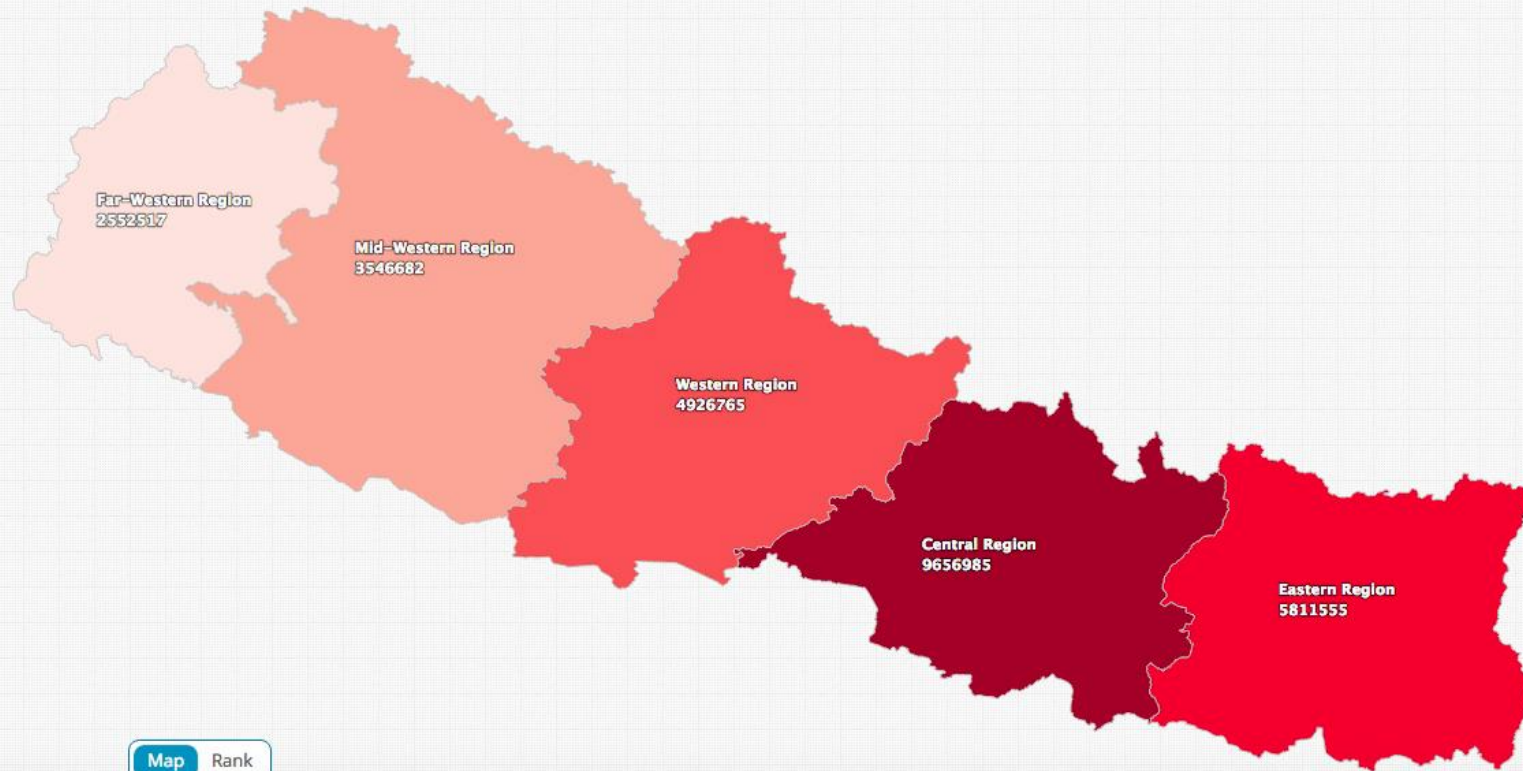 Far-Western Region
2552517
Mid-Western Region
3546682
Western Region
4926765
Central Region
9656985
Eastern Region
5811555
Map Rank